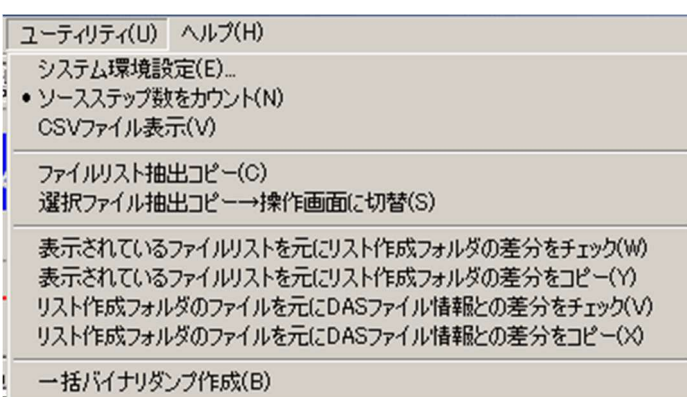 ユーティリティ(U) ヘルプ(H)
システム環境設定(E)...
• ソースステップ数をカウント(N)
CSVファイル表示(V)
ファイルリスト抽出コピー(C)
選択ファイル抽出コピー→操作画面に切替(S)
表示されているファイルリストを元にリスト作成フォルダの差分をチェック(W)
表示されているファイルリストを元にリスト作成フォルダの差分をコピー(Y)
リスト作成フォルダのファイルを元にDASファイル情報との差分をチェック(V)
リスト作成フォルダのファイルを元にDASファイル情報との差分をコピー(X)
一括バイナリダンプ作成(B)